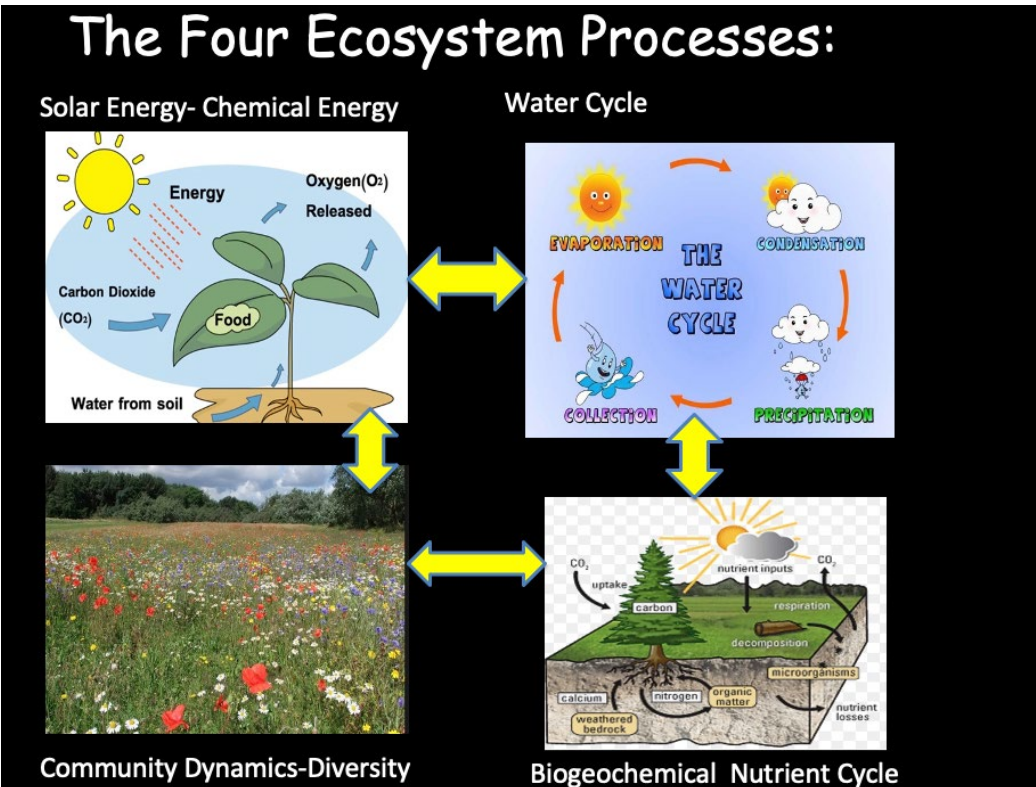 The Four Ecosystem Processes:
Solar Energy- Chemical Energy
Energy
Oxygen(O₂)
Released
Carbon Dioxide
(CO₂)
Food
Water from soil
Water Cycle
EVAPORATION
CONDENSATION
THE
WATER
CYCLE
COLLECTION
PRECIPITATION
Community Dynamics-Diversity
CO₂
uptake
carbon
nutrient inputs
CO₂
respiration
decomposition
microorganisms
calcium
nitrogen
organic
matter
weathered
bedrock
nutrient
losses
Biogeochemical Nutrient Cycle